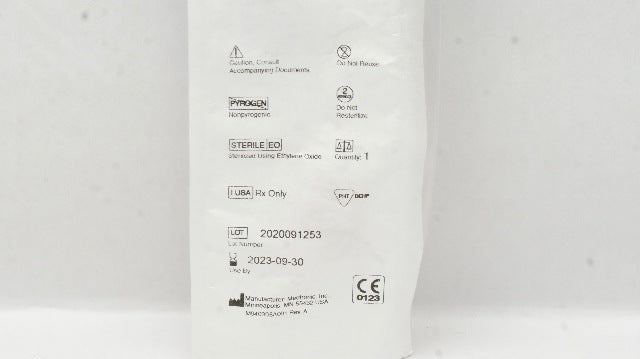 Caution, Consult
Accompanying Documents
Do Not Reuse
PYROGEN
Nonpyrogenic
2
Do Not
Resterilize
STERILE EO
Sterilized Using Ethylene Oxide
Quantity: 1
! USA Rx Only
PHT DEHP
LOT 2020091253
Lot Number
2023-09-30
Use By
Manufacturer: Medtronic, Inc.
Minneapolis, MN 55432 USA
Rev A
CE
0123